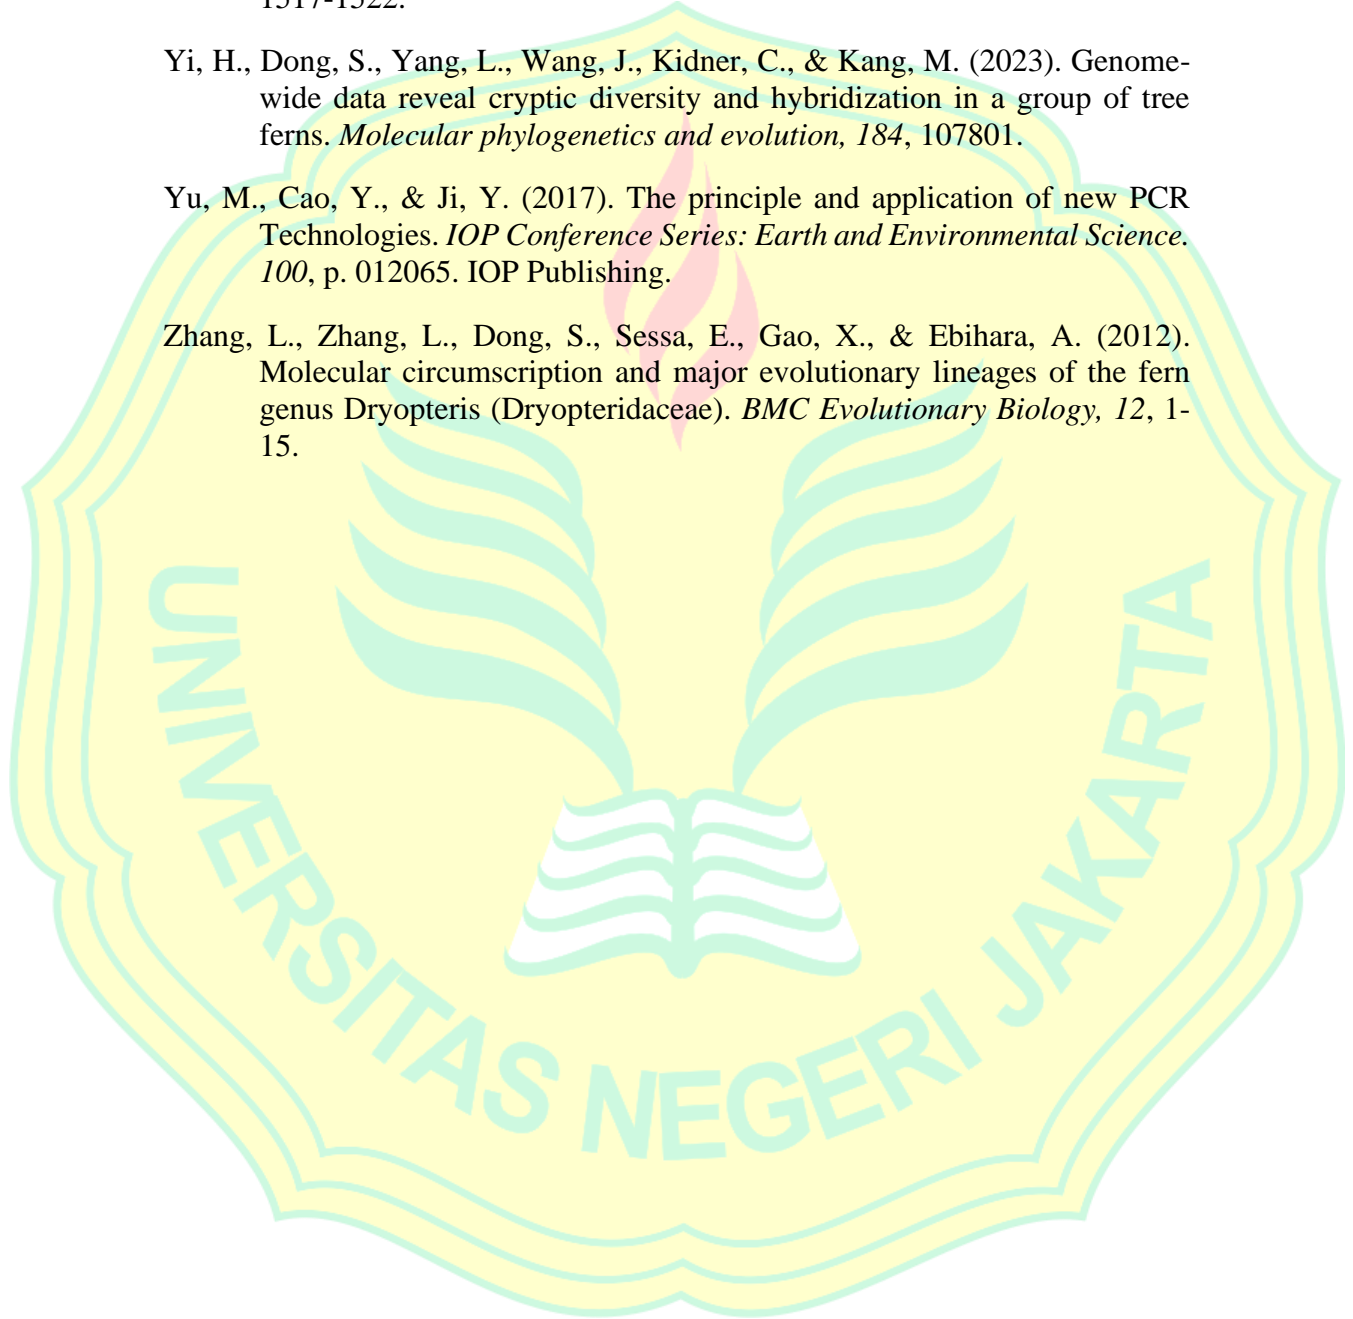 1517-1522.
Yi, H., Dong, S., Yang, L., Wang, J., Kidner, C., & Kang, M. (2023). Genome-
wide data reveal cryptic diversity and hybridization in a group of tree
ferns. Molecular phylogenetics and evolution, 184, 107801.
Yu, M., Cao, Y., & Ji, Y. (2017). The principle and application of new PCR
Technologies. IOP Conference Series: Earth and Environmental Science.
100, p. 012065. IOP Publishing.
Zhang, L., Zhang, L., Dong, S., Sessa, E., Gao, X., & Ebihara, A. (2012).
Molecular circumscription and major evolutionary lineages of the fern
genus Dryopteris (Dryopteridaceae). BMC Evolutionary Biology, 12, 1-
15.
UNIVERSITAS NEGERI JAKARTA